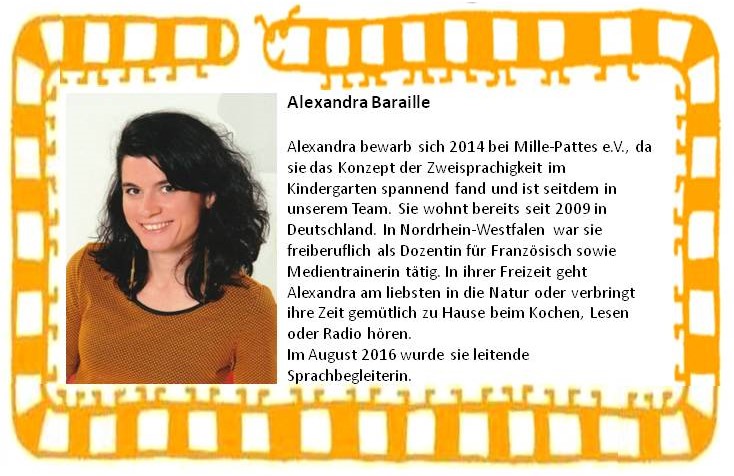 Alexandra Baraille
Alexandra bewarb sich 2014 bei Mille-Pattes e.V., da
sie das Konzept der Zweisprachigkeit im
Kindergarten spannend fand und ist seitdem in
unserem Team. Sie wohnt bereits seit 2009 in
Deutschland. In Nordrhein-Westfalen war sie
freiberuflich als Dozentin für Französisch sowie
Medientrainerin tätig. In ihrer Freizeit geht
Alexandra am liebsten in die Natur oder verbringt
ihre Zeit gemütlich zu Hause beim Kochen, Lesen
oder Radio hören.
Im August 2016 wurde sie leitende
Sprachbegleiterin.